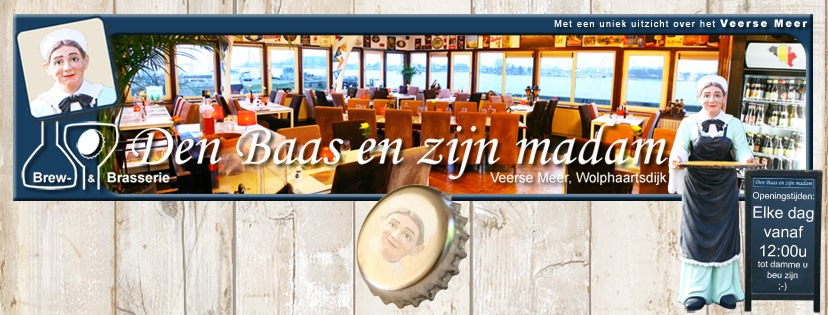 Met een uniek uitzicht over het Veerse Meer
Den Baas en zijn madam
Brew- & Brasserie
Veerse Meer, Wolphaartsdijk
Den Baas en zijn madam
Openingstijden:
Elke dag
vanaf
12:00u
tot damme u
beu zijn
;-)